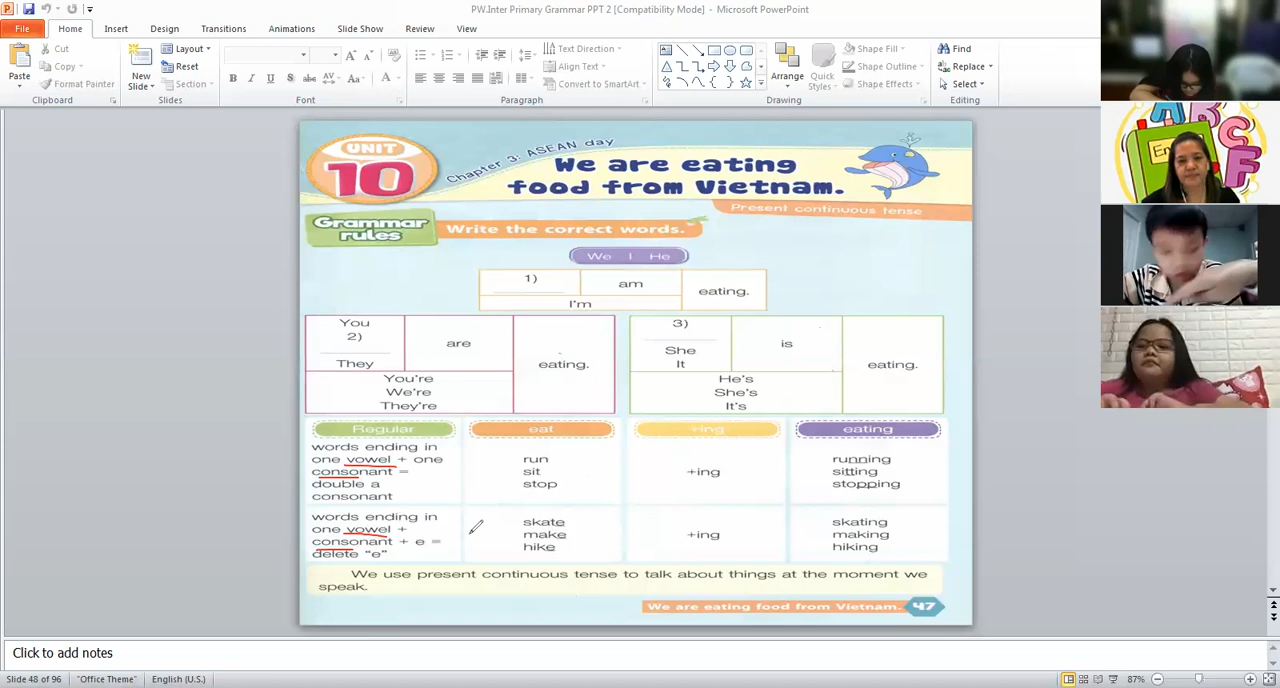 PW.Inter Primary Grammar PPT 2 [Compatibility Mode] - Microsoft PowerPoint
File Home Insert Design Transitions Animations Slide Show Review View
Paste
Cut
Copy
Format Painter
Clipboard
New
Slide
Layout
Reset
Section
Slides
B I U S abc AV Aa A
Font
Paragraph
Text Direction
Align Text
Convert to SmartArt
Arrange
Quick
Styles
Shape Fill
Shape Outline
Shape Effects
Drawing
Find
Replace
Select
Editing
UNIT
10
Chapter 3: ASEAN day
We are eating
food from Vietnam.
Present continuous tense
Grammar
rules
Write the correct words.
We I He
1) am eating.
I'm
You
2)
They
are
eating.
You're
We're
They're
3)
She
It
is
eating.
He's
She's
It's
Regular eat +ing eating
words ending in
one vowel + one
consonant =
double a
consonant
run
sit
stop
+ing
running
sitting
stopping
words ending in
one vowel +
consonant + e =
delete "e"
skate
make
hike
+ing
skating
making
hiking
We use present continuous tense to talk about things at the moment we
speak.
We are eating food from Vietnam. 47
Click to add notes
Slide 48 of 96 "Office Theme" English (U.S.) 87%
A B C
F